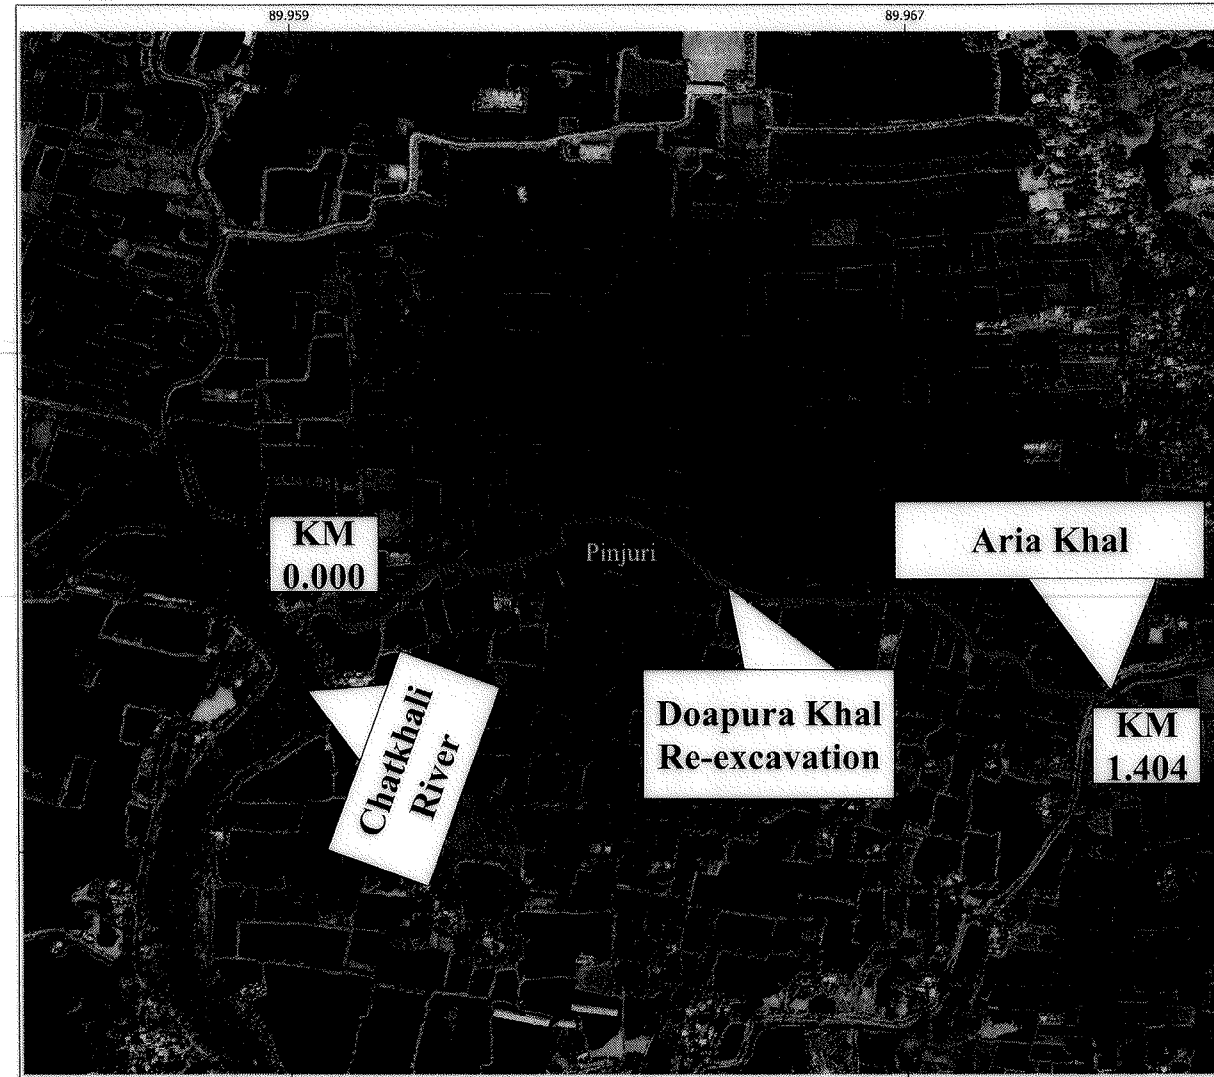 89.959
89.967
KM
0.000
Pinjuri
Aria Khal
Chatkhali
River
Doapura Khal
Re-excavation
KM
1.404